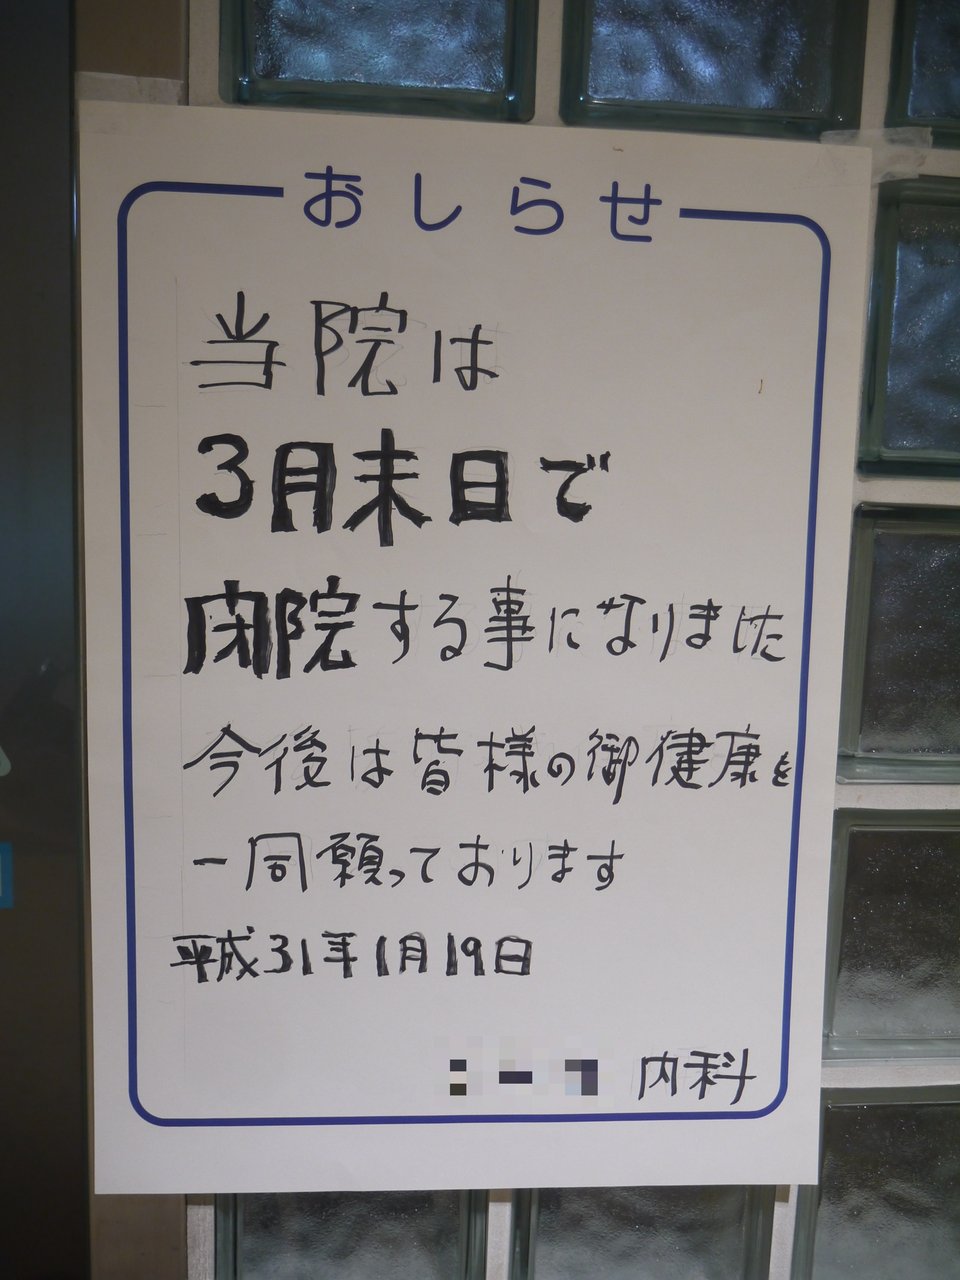 おしらせ
当院は
3月末日で
閉院する事になりました
今後は皆様の御健康を
一同願っております
平成31年1月19日
内科